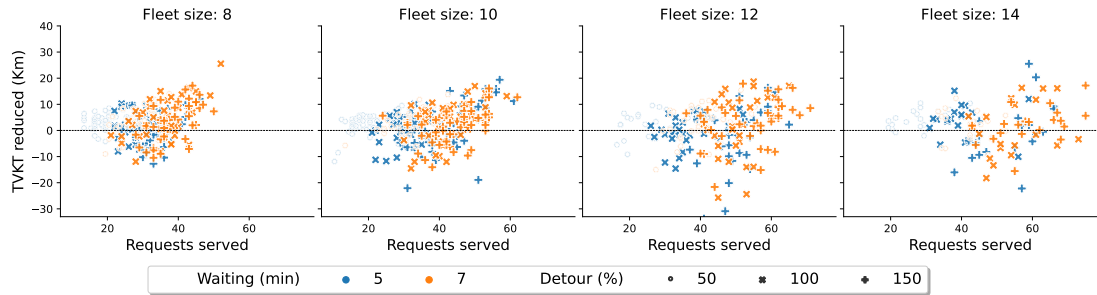 Fleet size: 8 Fleet size: 10 Fleet size: 12 Fleet size: 14
TVKT reduced (Km)
40
30
20
10
0
−10
−20
−30
20 40 60 20 40 60 20 40 60 20 40 60
Requests served Requests served Requests served Requests served
Waiting (min) 5 7 Detour (%) 50 100 150